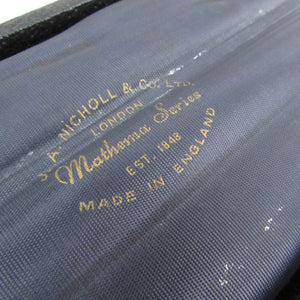 J. A. NICHOLL & CO. LTD.
LONDON
Mathema Series
EST. 1848
MADE IN ENGLAND